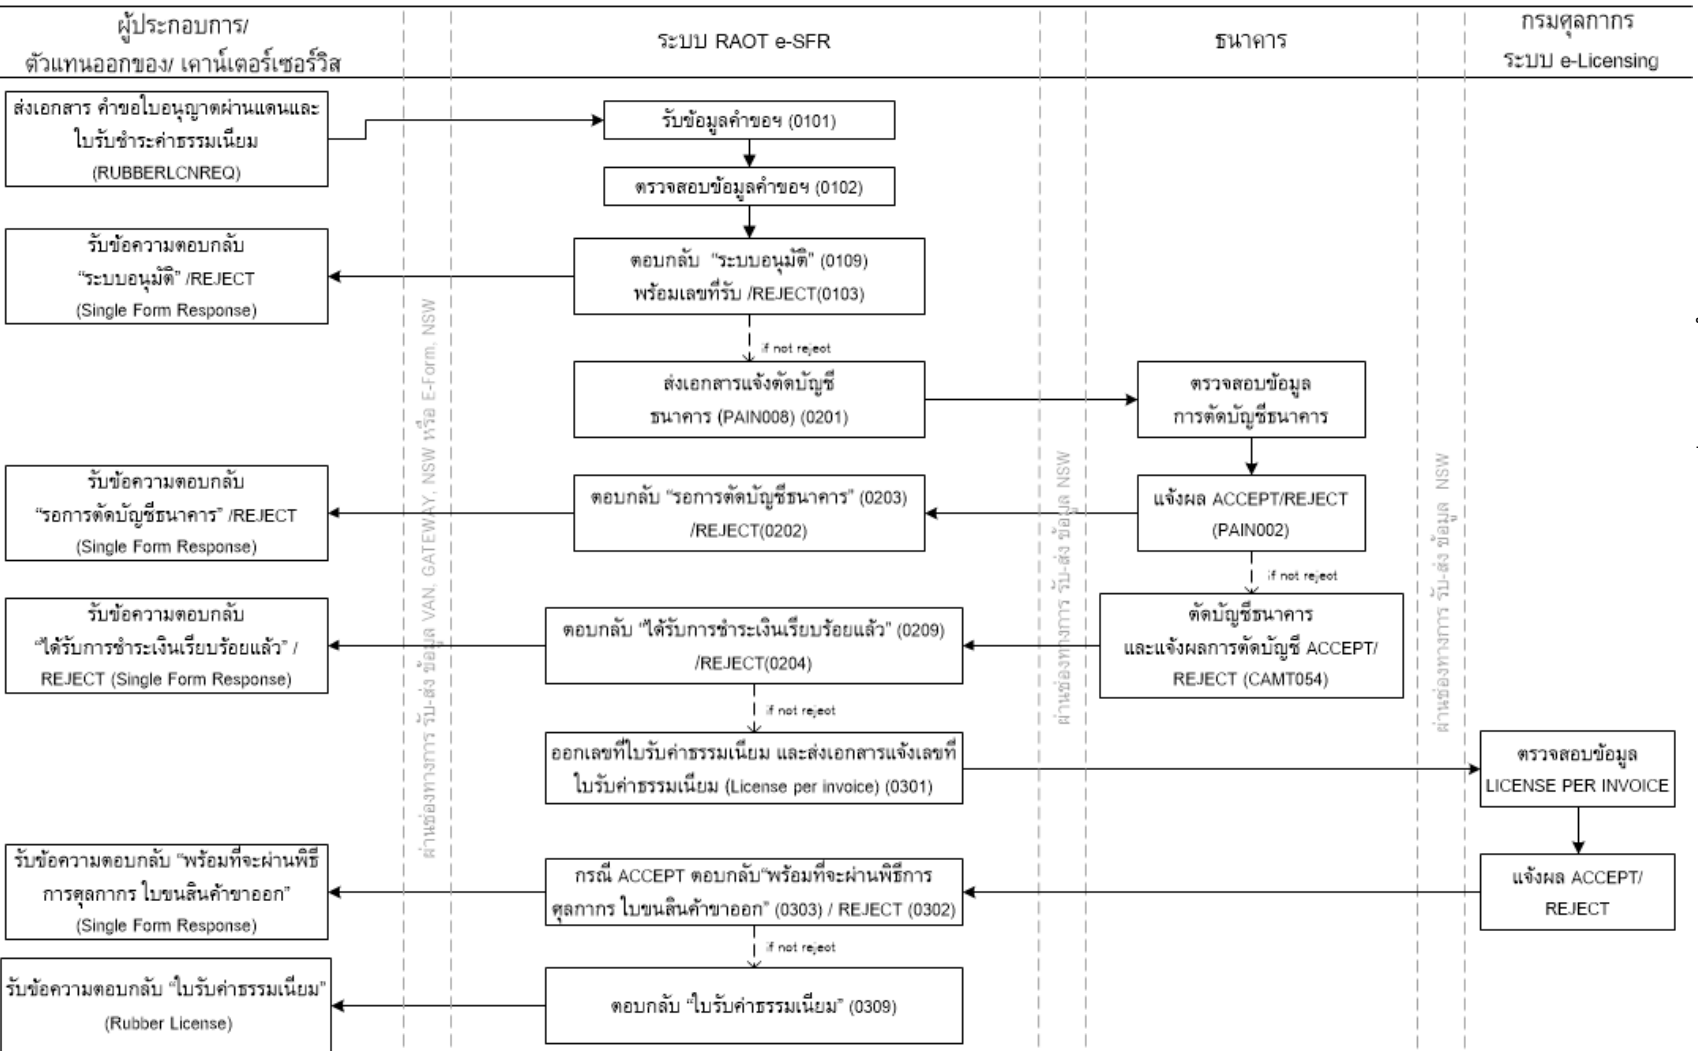 ผู้ประกอบการ/
ตัวแทนออกของ/ เคาน์เตอร์เซอร์วิส
ระบบ RAOT e-SFR
ธนาคาร
กรมศุลกากร
ระบบ e-Licensing
ส่งเอกสาร คำขอใบอนุญาตผ่านแดนและ
ใบรับชำระค่าธรรมเนียม
(RUBBERLCNREQ)
รับข้อมูลคำขอฯ (0101)
ตรวจสอบข้อมูลคำขอฯ (0102)
รับข้อความตอบกลับ
“ระบบอนุมัติ” /REJECT
(Single Form Response)
ตอบกลับ “ระบบอนุมัติ” (0109)
พร้อมเลขที่รับ /REJECT(0103)
if not reject
ส่งเอกสารแจ้งตัดบัญชี
ธนาคาร (PAIN008) (0201)
ตรวจสอบข้อมูล
การตัดบัญชีธนาคาร
รับข้อความตอบกลับ
“รอการตัดบัญชีธนาคาร” /REJECT
(Single Form Response)
ตอบกลับ “รอการตัดบัญชีธนาคาร” (0203)
/REJECT(0202)
แจ้งผล ACCEPT/REJECT
(PAIN002)
if not reject
รับข้อความตอบกลับ
“ได้รับการชำระเงินเรียบร้อยแล้ว” /
REJECT (Single Form Response)
ตอบกลับ “ได้รับการชำระเงินเรียบร้อยแล้ว” (0209)
/REJECT(0204)
ตัดบัญชีธนาคาร
และแจ้งผลการตัดบัญชี ACCEPT/
REJECT (CAMT054)
if not reject
ออกเลขที่ใบรับค่าธรรมเนียม และส่งเอกสารแจ้งเลขที่
ใบรับค่าธรรมเนียม (License per invoice) (0301)
ตรวจสอบข้อมูล
LICENSE PER INVOICE
รับข้อความตอบกลับ “พร้อมที่จะผ่านพิธี
การศุลกากร ใบขนสินค้าขาออก”
(Single Form Response)
กรณี ACCEPT ตอบกลับ“พร้อมที่จะผ่านพิธีการ
ศุลกากร ใบขนสินค้าขาออก” (0303) / REJECT (0302)
แจ้งผล ACCEPT/
REJECT
if not reject
รับข้อความตอบกลับ “ใบรับค่าธรรมเนียม”
(Rubber License)
ตอบกลับ “ใบรับค่าธรรมเนียม” (0309)
ผ่านช่องทางการ รับ-ส่ง ข้อมูล VAN, GATEWAY, NSW หรือ E-Form, NSW
ผ่านช่องทางการ รับ-ส่ง ข้อมูล NSW
ผ่านช่องทางการ รับ-ส่ง ข้อมูล NSW